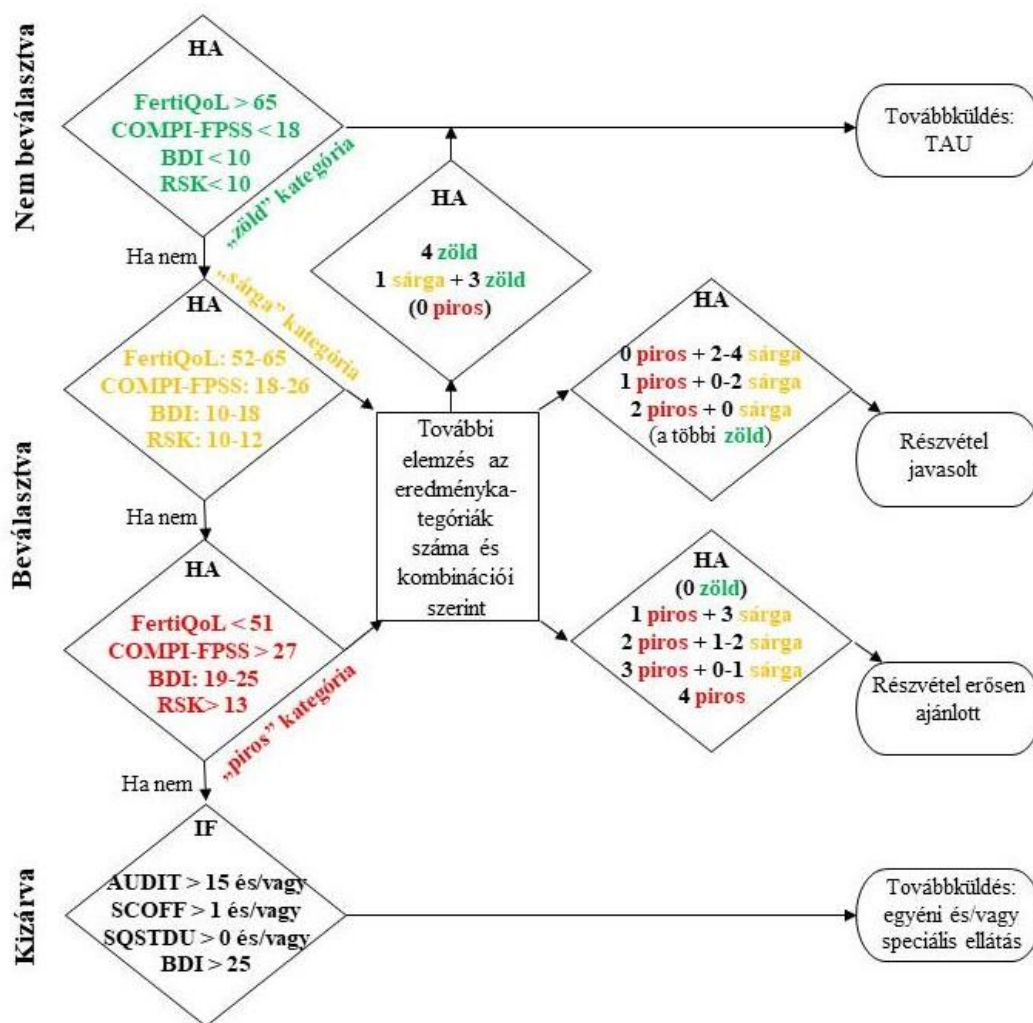 Nem beválasztva
HA
FertiQoL > 65
COMPI-FPSS < 18
BDI < 10
RSK< 10
„zöld” kategória
Továbbküldés:
TAU
HA
4 zöld
1 sárga + 3 zöld
(0 piros)
Ha nem
„sárga” kategória
Beválasztva
HA
FertiQoL: 52-65
COMPI-FPSS: 18-26
BDI: 10-18
RSK: 10-12
További
elemzés az
eredményka-
tegóriák
száma és
kombinációi
szerint
HA
0 piros + 2-4 sárga
1 piros + 0-2 sárga
2 piros + 0 sárga
(a többi zöld)
Részvétel
javasolt
Ha nem
HA
FertiQoL < 51
COMPI-FPSS > 27
BDI: 19-25
RSK> 13
„piros” kategória
HA
(0 zöld)
1 piros + 3 sárga
2 piros + 1-2 sárga
3 piros + 0-1 sárga
4 piros
Részvétel erősen
ajánlott
Ha nem
Kizárva
IF
AUDIT > 15 és/vagy
SCOFF > 1 és/vagy
SQSTDU > 0 és/vagy
BDI > 25
Továbbküldés:
egyéni és/vagy
speciális ellátás